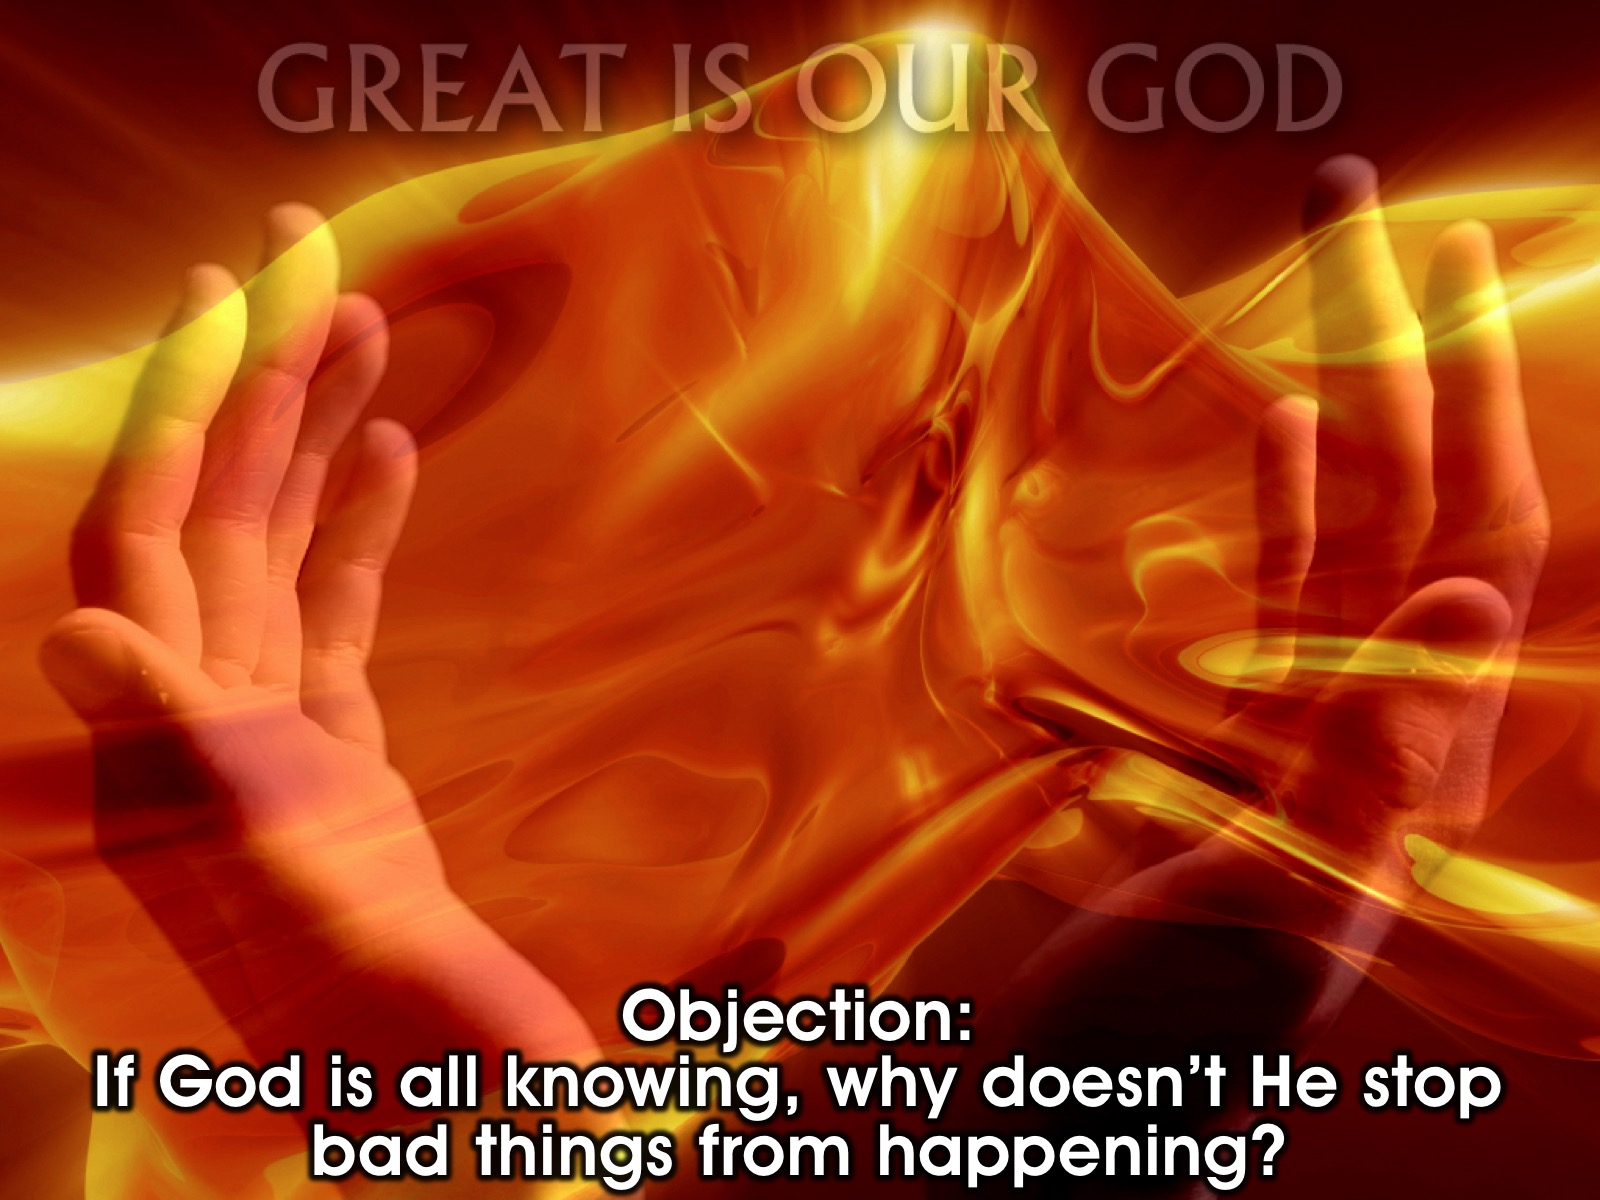 GREAT IS OUR GOD
Objection:
If God is all knowing, why doesn’t He stop
bad things from happening?